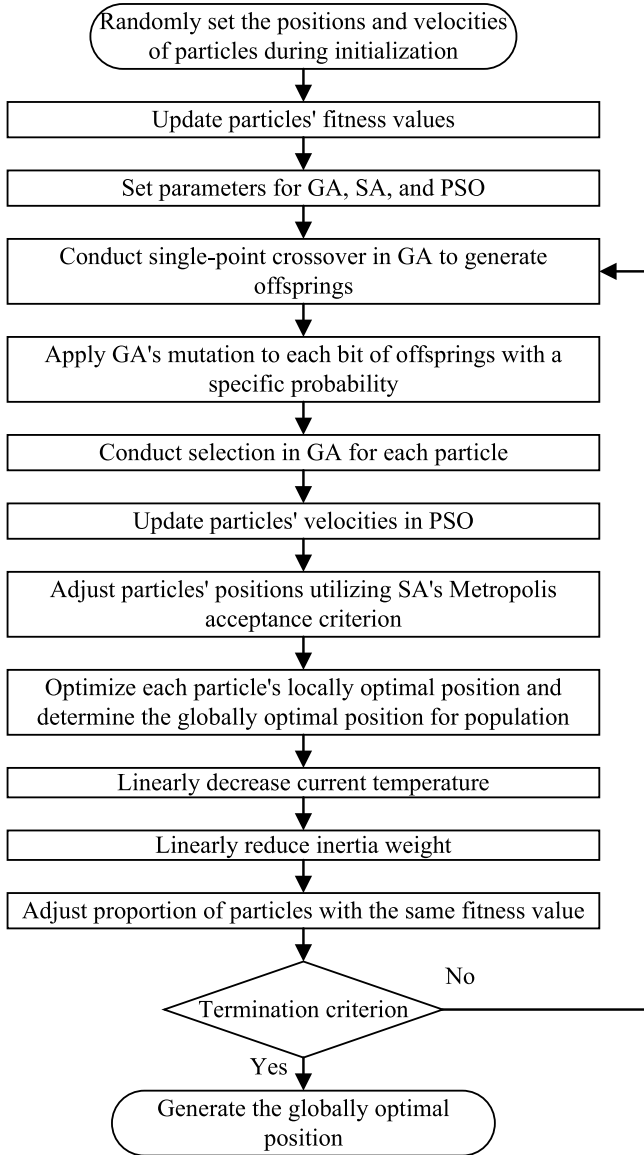 Randomly set the positions and velocities
of particles during initialization
Update particles' fitness values
Set parameters for GA, SA, and PSO
Conduct single-point crossover in GA to generate
offsprings
Apply GA's mutation to each bit of offsprings with a
specific probability
Conduct selection in GA for each particle
Update particles' velocities in PSO
Adjust particles' positions utilizing SA's Metropolis
acceptance criterion
Optimize each particle's locally optimal position and
determine the globally optimal position for population
Linearly decrease current temperature
Linearly reduce inertia weight
Adjust proportion of particles with the same fitness value
No
Termination criterion
Yes
Generate the globally optimal
position